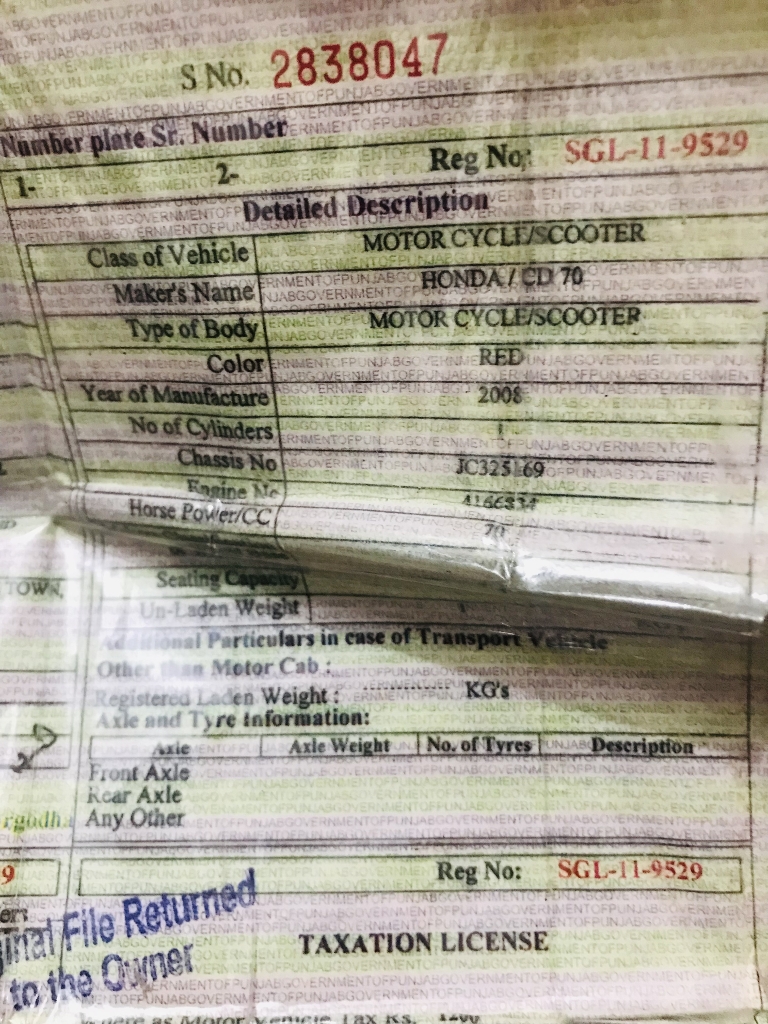 S No. 2838047
Number plate Sr. Number
1- 2- Reg No: SGL-11-9529
Detailed Description
Class of Vehicle MOTOR CYCLE/SCOOTER
Maker's Name HONDA / CD 70
Type of Body MOTOR CYCLE/SCOOTER
Color RED
Year of Manufacture 2008
No of Cylinders 1
Chassis No
Engine No
Horse Power/CC 70
Seating Capacity
Un-Laden Weight
TOWN,
Additional Particulars in case of Transport Vehicle
Other than Motor Cab :
Registered Laden Weight : KG's
Axle and Tyre Information:
Axle Axle Weight No. of Tyres Description
Front Axle
Rear Axle
Any Other
9 Reg No: SGL-11-9529
File Returned
to the Owner
TAXATION LICENSE